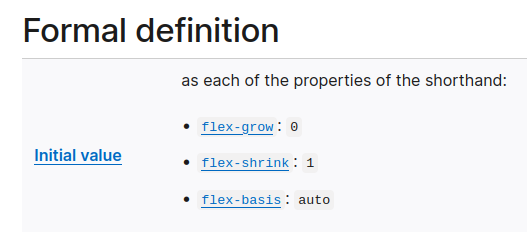 Formal definition
as each of the properties of the shorthand:
• flex-grow: 0
Initial value
• flex-shrink: 1
• flex-basis: auto